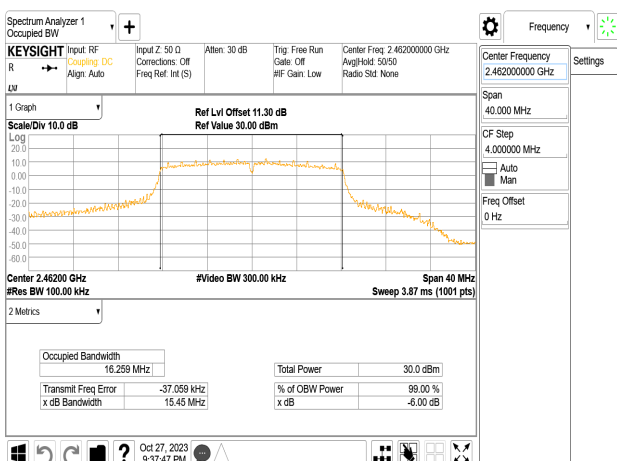 Spectrum Analyzer 1
Occupied BW
Frequency
KEYSIGHT
R
LXI
Input: RF
Coupling: DC
Align: Auto
Input Z: 50 Ω
Corrections: Off
Freq Ref: Int (S)
Atten: 30 dB
Trig: Free Run
Gate: Off
#IF Gain: Low
Center Freq: 2.462000000 GHz
Avg|Hold: 50/50
Radio Std: None
Center Frequency
2.462000000 GHz
Settings
Span
40.000 MHz
CF Step
4.000000 MHz
Auto
Man
Freq Offset
0 Hz
1 Graph
Scale/Div 10.0 dB
Ref Lvl Offset 11.30 dB
Ref Value 30.00 dBm
Log
20.0
10.0
0.00
-10.0
-20.0
-30.0
-40.0
-50.0
-60.0
Center 2.46200 GHz
#Video BW 300.00 kHz
Span 40 MHz
#Res BW 100.00 kHz
Sweep 3.87 ms (1001 pts)
2 Metrics
Occupied Bandwidth
16.259 MHz
Total Power 30.0 dBm
Transmit Freq Error -37.059 kHz
% of OBW Power 99.00 %
x dB Bandwidth 15.45 MHz
x dB -6.00 dB
?
Oct 27, 2023
9:37:47 PM